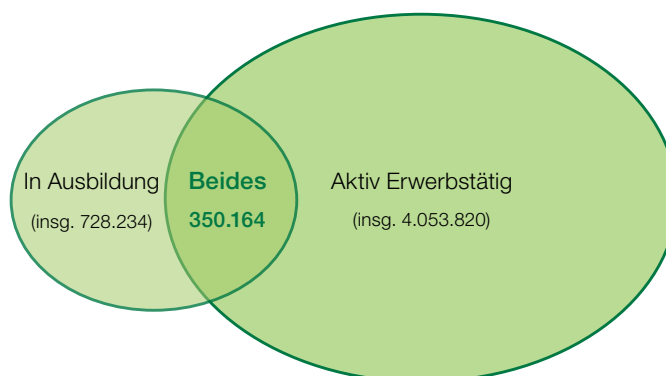 In Ausbildung
(insg. 728.234)
Beides
350.164
Aktiv Erwerbstätig
(insg. 4.053.820)